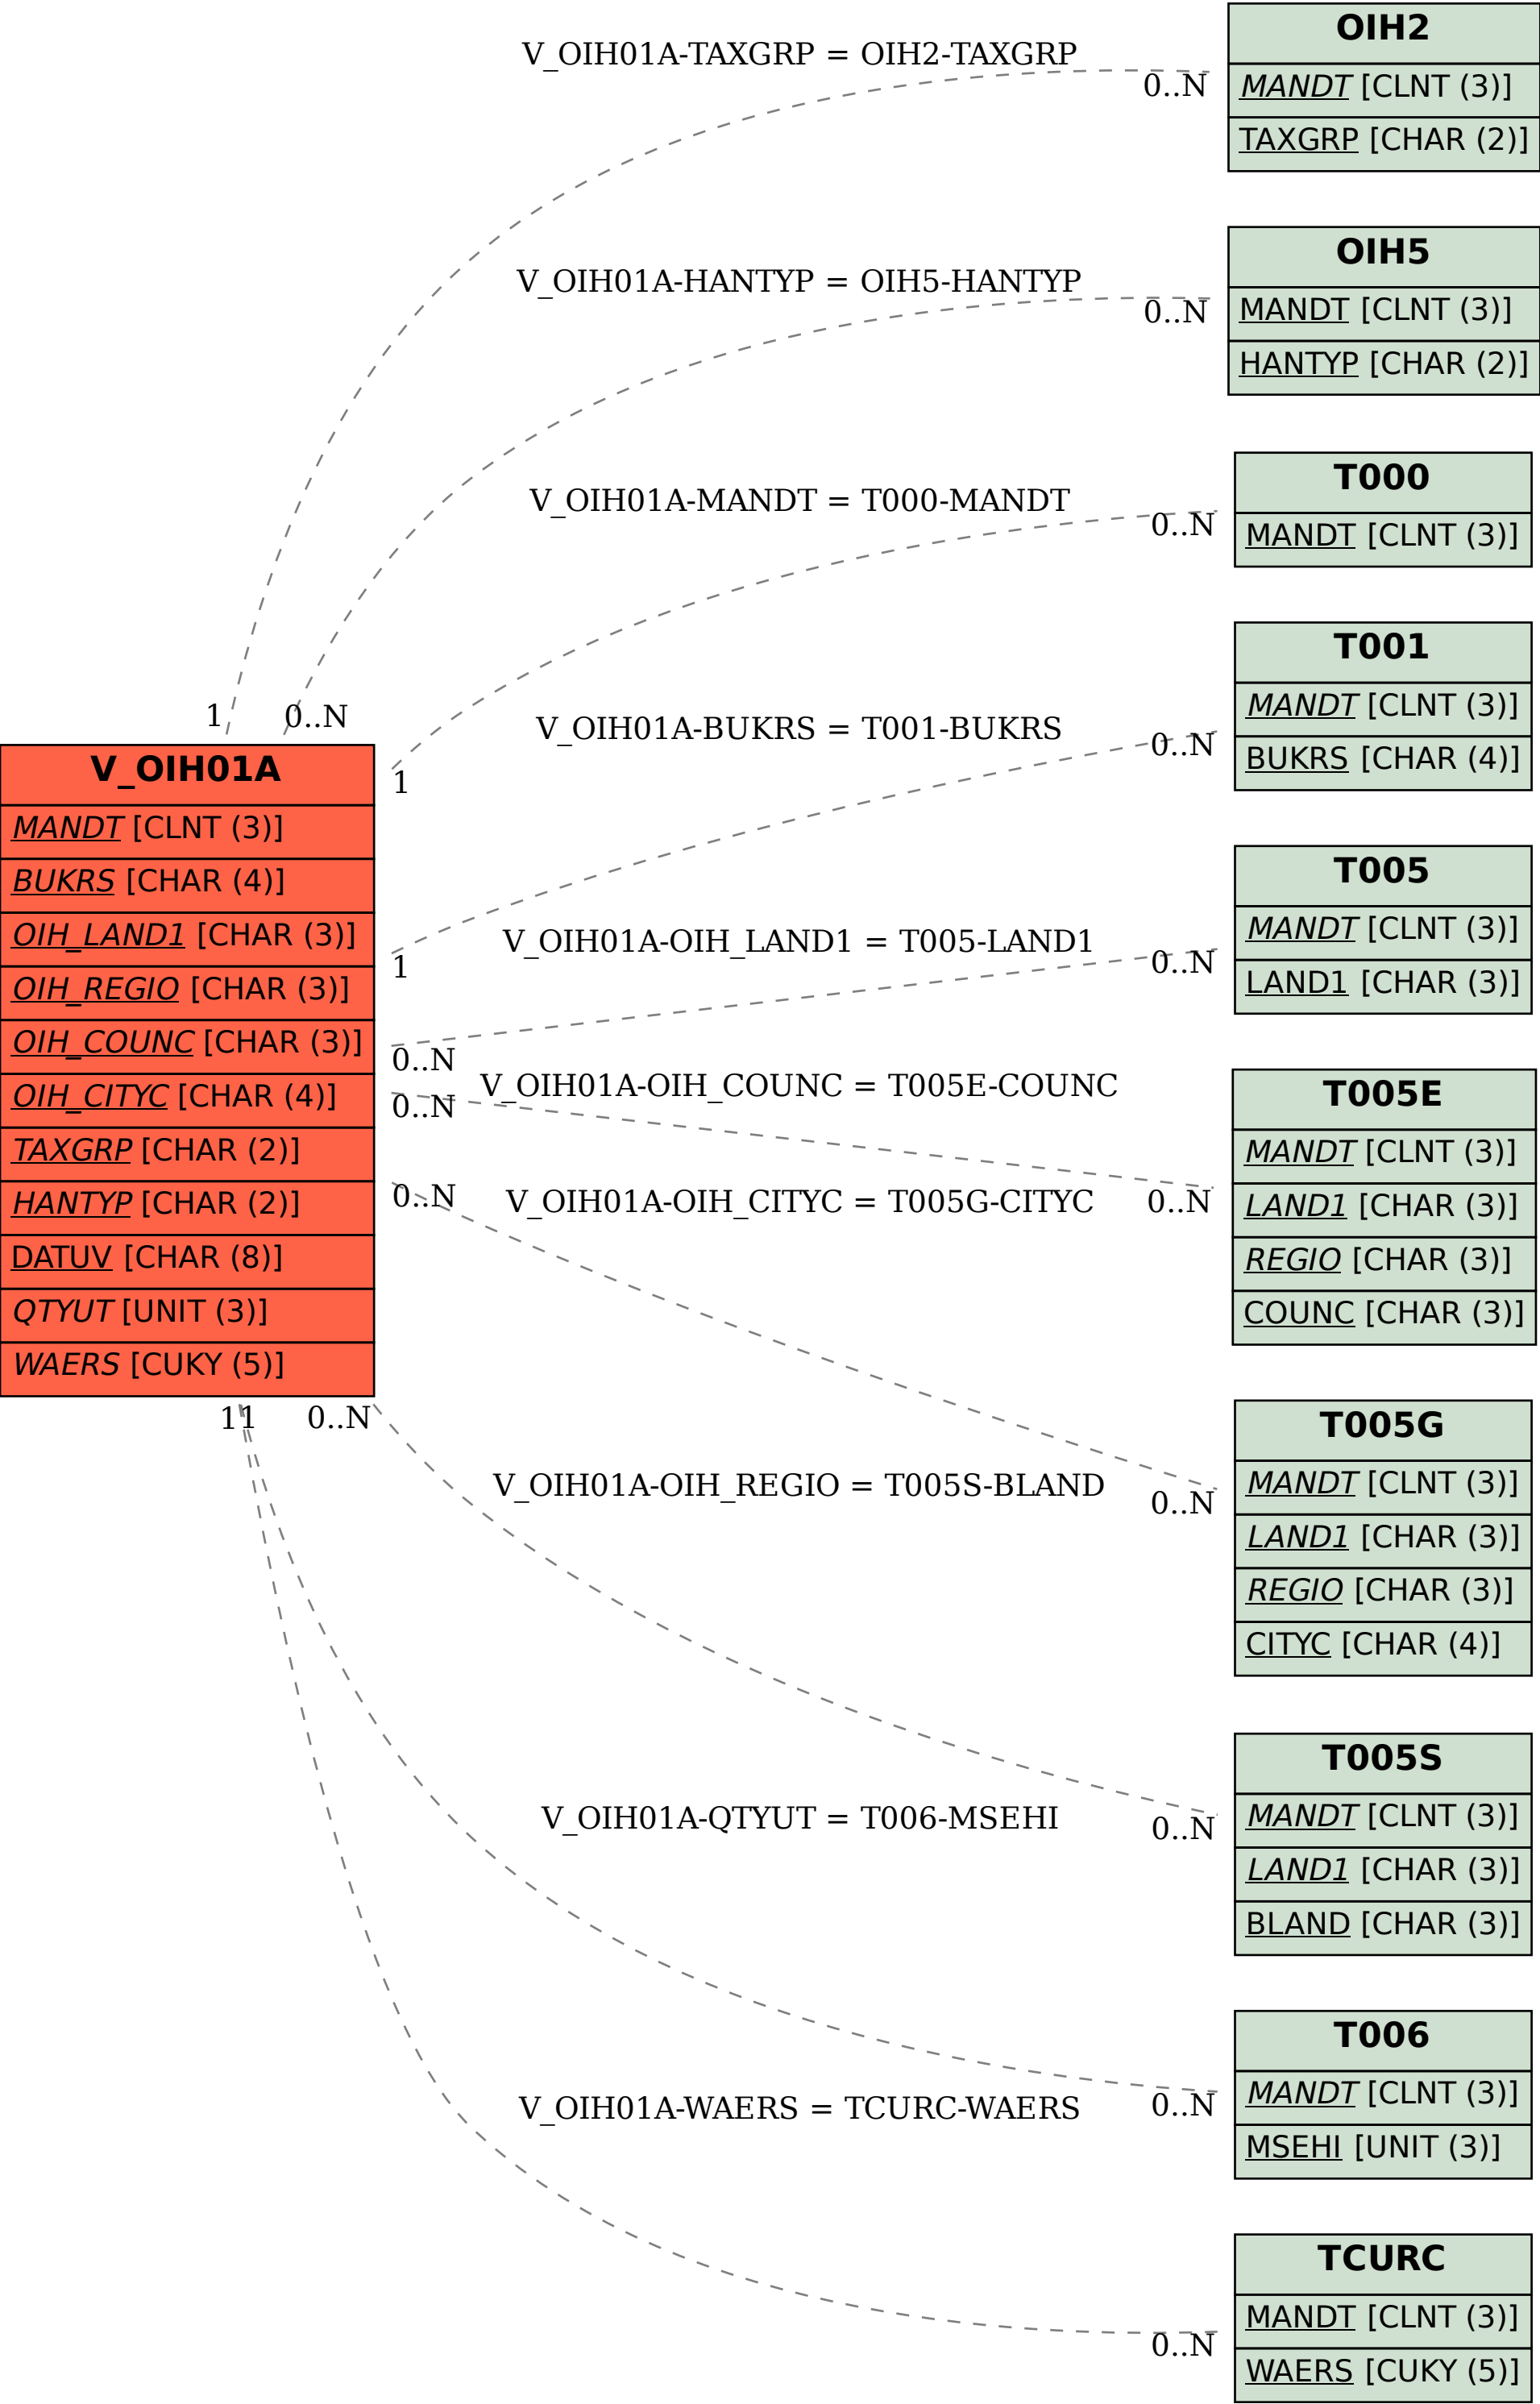 OIH2
MANDT [CLNT (3)]
TAXGRP [CHAR (2)]
V_OIH01A-TAXGRP = OIH2-TAXGRP
0..N
OIH5
MANDT [CLNT (3)]
HANTYP [CHAR (2)]
V_OIH01A-HANTYP = OIH5-HANTYP
0..N
T000
MANDT [CLNT (3)]
V_OIH01A-MANDT = T000-MANDT
0..N
T001
MANDT [CLNT (3)]
BUKRS [CHAR (4)]
V_OIH01A-BUKRS = T001-BUKRS
0..N
1
0..N
1
V_OIH01A
MANDT [CLNT (3)]
BUKRS [CHAR (4)]
OIH_LAND1 [CHAR (3)]
OIH_REGIO [CHAR (3)]
OIH_COUNC [CHAR (3)]
OIH_CITYC [CHAR (4)]
TAXGRP [CHAR (2)]
HANTYP [CHAR (2)]
DATUV [CHAR (8)]
QTYUT [UNIT (3)]
WAERS [CUKY (5)]
1
0..N
0..N
0..N
1
1
0..N
V_OIH01A-OIH_LAND1 = T005-LAND1
0..N
T005
MANDT [CLNT (3)]
LAND1 [CHAR (3)]
V_OIH01A-OIH_COUNC = T005E-COUNC
0..N
T005E
MANDT [CLNT (3)]
LAND1 [CHAR (3)]
REGIO [CHAR (3)]
COUNC [CHAR (3)]
V_OIH01A-OIH_CITYC = T005G-CITYC
0..N
T005G
MANDT [CLNT (3)]
LAND1 [CHAR (3)]
REGIO [CHAR (3)]
CITYC [CHAR (4)]
V_OIH01A-OIH_REGIO = T005S-BLAND
0..N
T005S
MANDT [CLNT (3)]
LAND1 [CHAR (3)]
BLAND [CHAR (3)]
V_OIH01A-QTYUT = T006-MSEHI
0..N
T006
MANDT [CLNT (3)]
MSEHI [UNIT (3)]
V_OIH01A-WAERS = TCURC-WAERS
0..N
TCURC
MANDT [CLNT (3)]
WAERS [CUKY (5)]